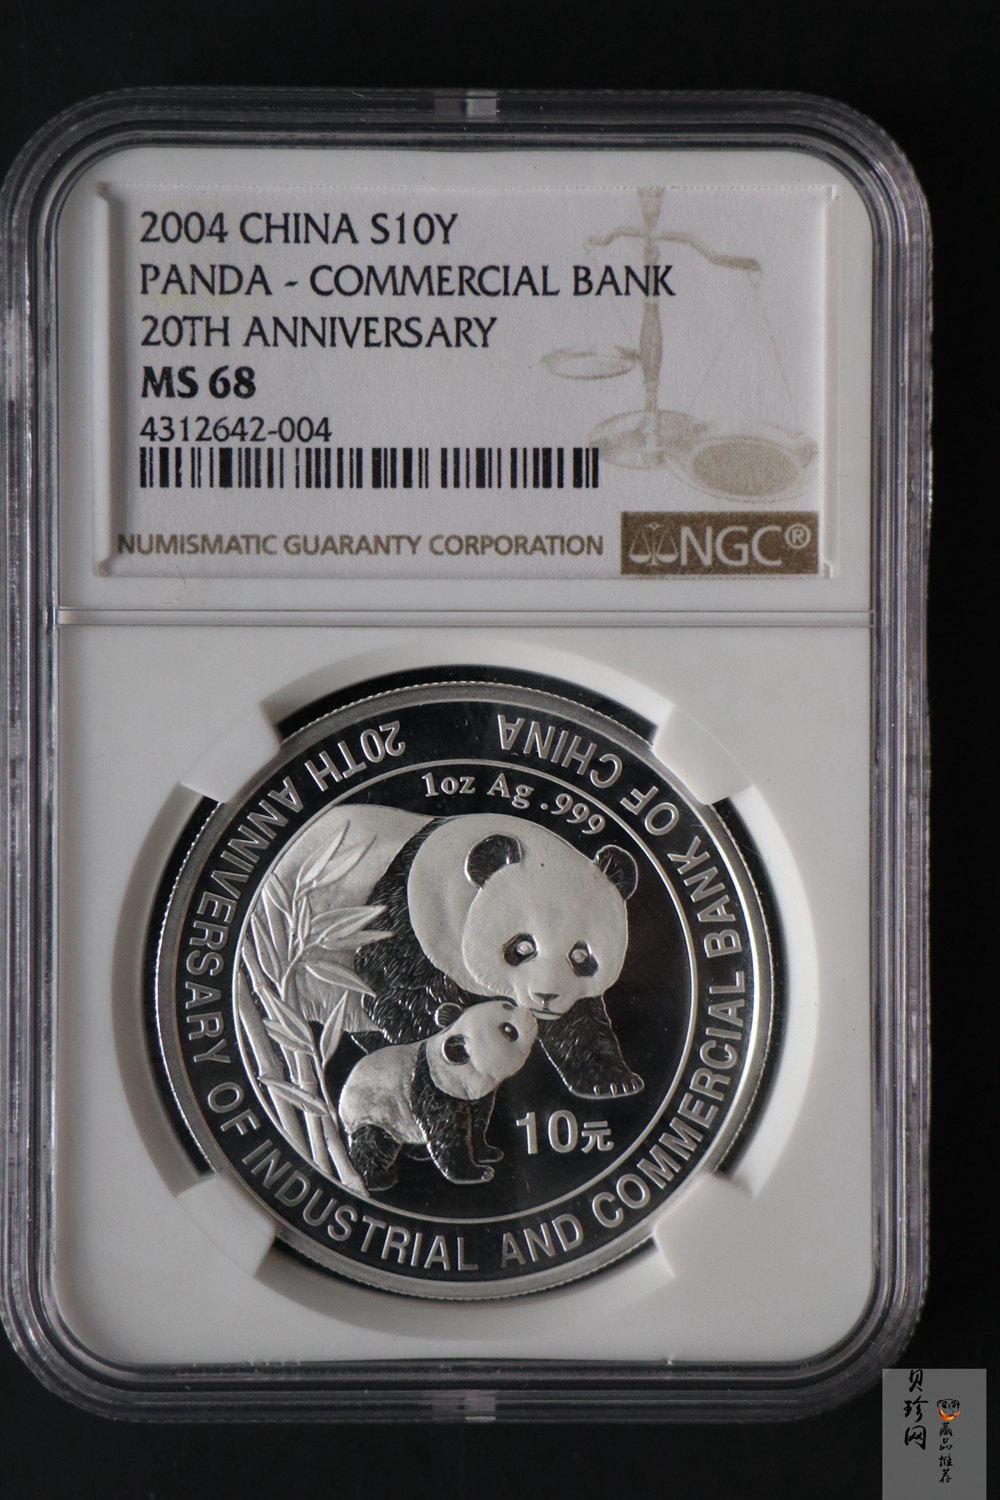 2004 CHINA S10Y
PANDA - COMMERCIAL BANK
20TH ANNIVERSARY
MS 68
4312642-004
NUMISMATIC GUARANTY CORPORATION
NGC®
20TH ANNIVERSARY OF INDUSTRIAL AND COMMERCIAL BANK OF CHINA
1oz Ag .999
10元
贝珍网
藏品推荐